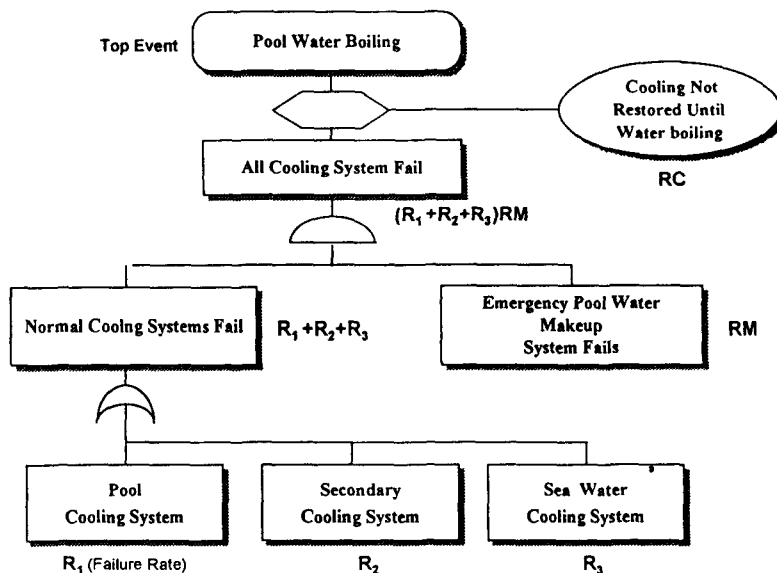 Top Event
Pool Water Boiling
Cooling Not
Restored Until
Water boiling
RC
All Cooling System Fail
(R₁+R₂+R₃)RM
Normal Coolng Systems Fail
R₁+R₂+R₃
Emergency Pool Water
Makeup
System Fails
RM
Pool
Cooling System
R₁ (Failure Rate)
Secondary
Cooling System
R₂
Sea Water
Cooling System
R₃